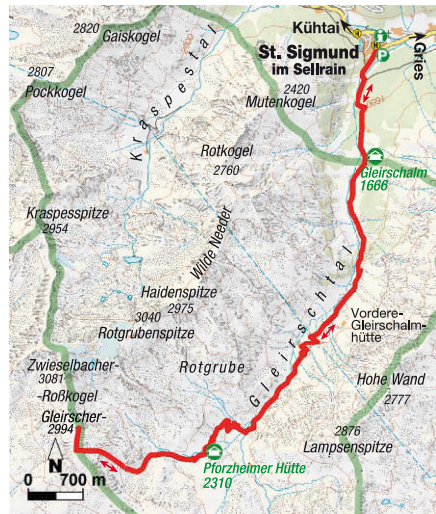 Kühtai
2820
Gaiskogel
St. Sigmund
im Sellrain
H
P
Gries
2807
Pockkogel
Kraspestal
2420
Mutenkogel
Rotkogel
2760
Gleirschalm
1666
Kraspesspitze
2954
Wilde Needer
Haidenspitze
2975
3040
Rotgrubenspitze
Gleirschtal
Vordere-
Gleirschalm-
hütte
Zwieselbacher-
3081
-Roßkogel
Rotgrube
Hohe Wand
2777
Gleirscher-
2994
2876
Lampsenspitze
N
Pforzheimer Hütte
2310
0 700 m